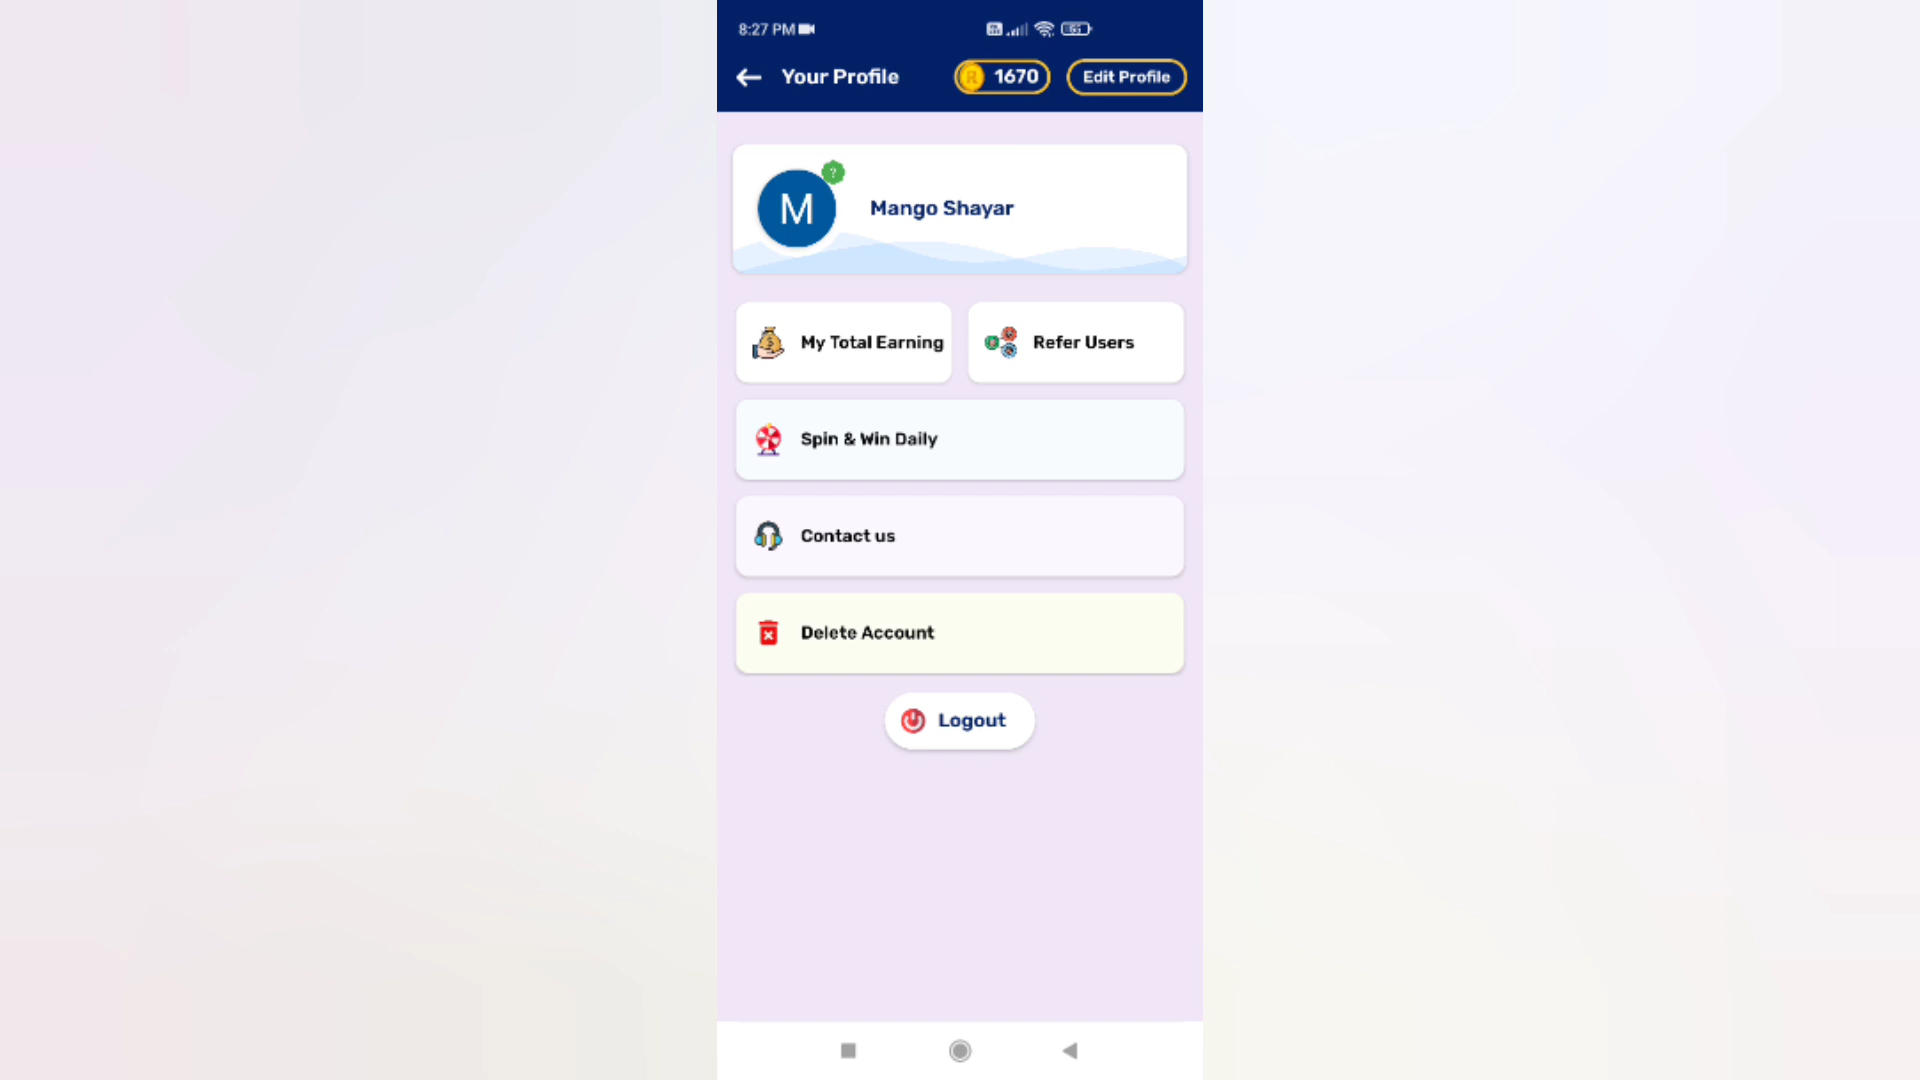 8:27 PM
Your Profile
R 1670
Edit Profile
?
M
Mango Shayar
My Total Earning
Refer Users
Spin & Win Daily
Contact us
Delete Account
Logout